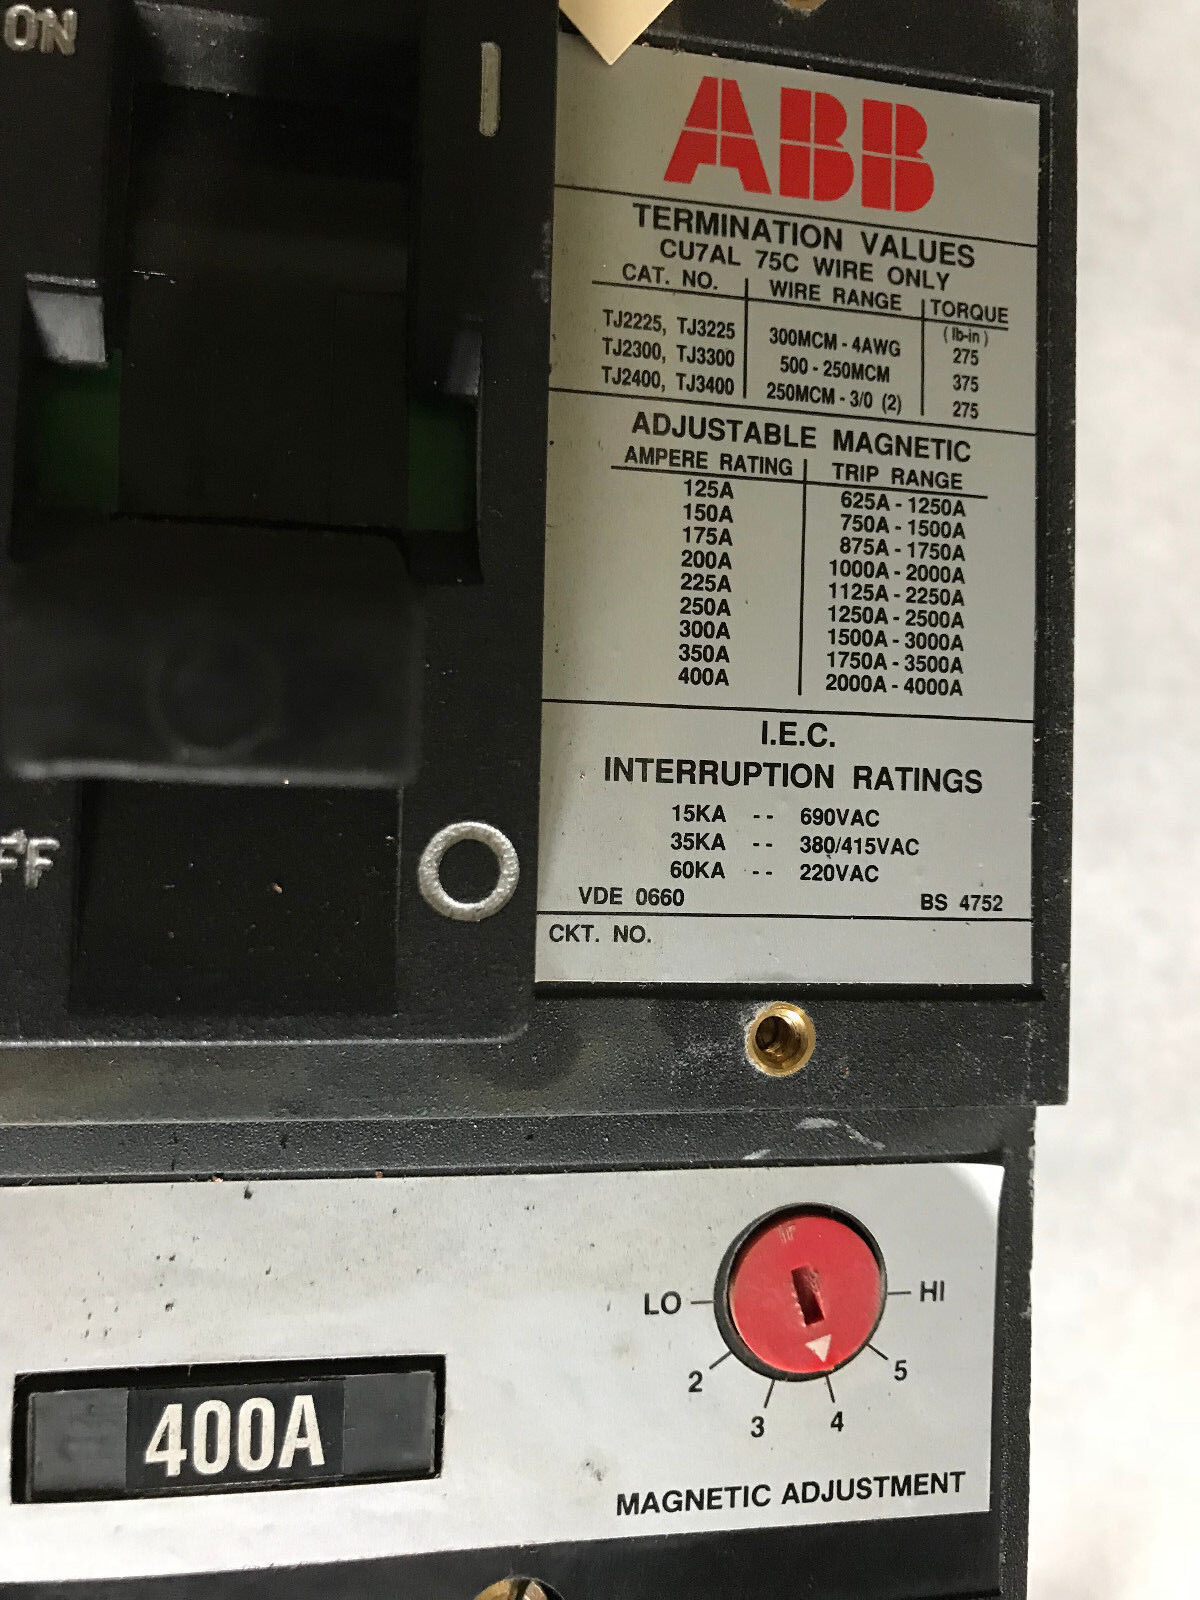 ON
ABB
TERMINATION VALUES
CU7AL 75C WIRE ONLY
CAT. NO. WIRE RANGE TORQUE
(lb-in)
TJ2225, TJ3225 300MCM - 4AWG 275
TJ2300, TJ3300 500 - 250MCM 375
TJ2400, TJ3400 250MCM - 3/0 (2) 275
ADJUSTABLE MAGNETIC
AMPERE RATING TRIP RANGE
125A 625A - 1250A
150A 750A - 1500A
175A 875A - 1750A
200A 1000A - 2000A
225A 1125A - 2250A
250A 1250A - 2500A
300A 1500A - 3000A
350A 1750A - 3500A
400A 2000A - 4000A
I.E.C.
INTERRUPTION RATINGS
15KA -- 690VAC
35KA -- 380/415VAC
60KA -- 220VAC
VDE 0660 BS 4752
CKT. NO.
FF
LO HI
2 3 4 5
400A
MAGNETIC ADJUSTMENT